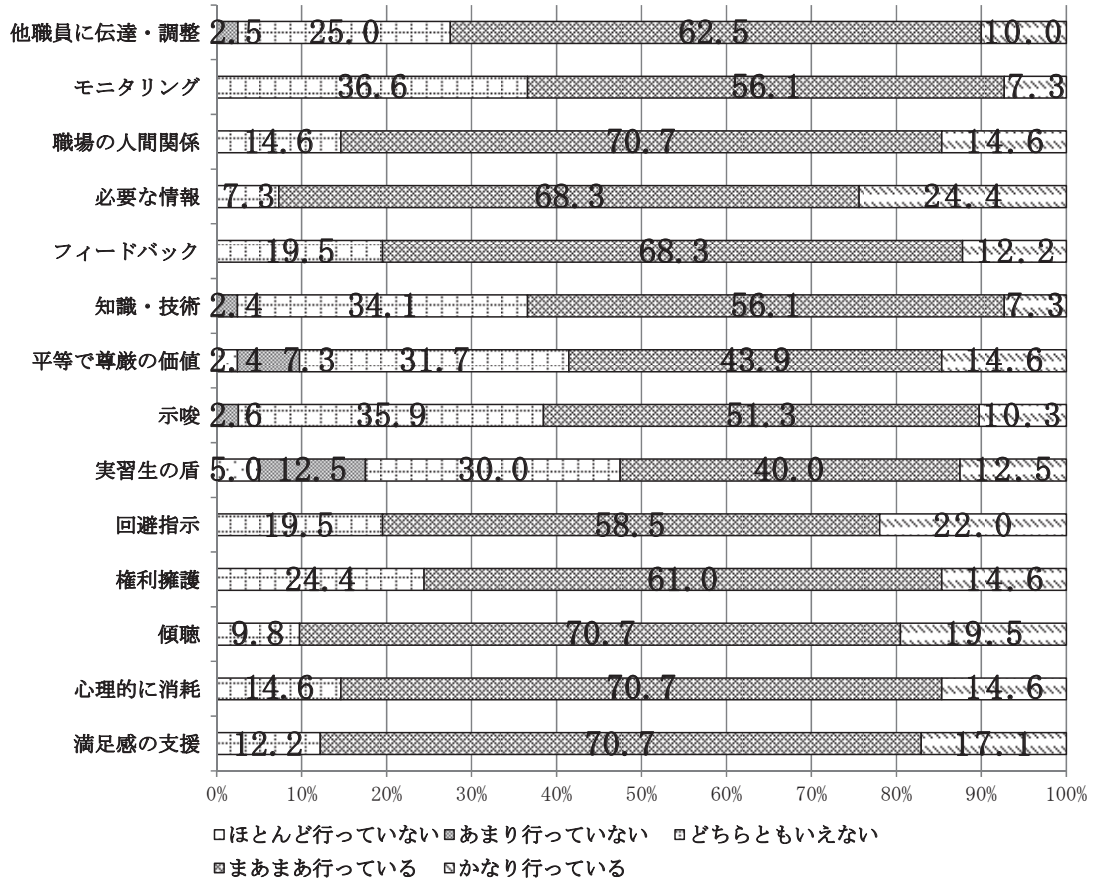 他職員に伝達・調整 2.5 25.0 62.5 10.0
モニタリング 36.6 56.1 7.3
職場の人間関係 14.6 70.7 14.6
必要な情報 7.3 68.3 24.4
フィードバック 19.5 68.3 12.2
知識・技術 2.4 34.1 56.1 7.3
平等で尊厳の価値 2.4 7.3 31.7 43.9 14.6
示唆 2.6 35.9 51.3 10.3
実習生の盾 5.0 12.5 30.0 40.0 12.5
回避指示 19.5 58.5 22.0
権利擁護 24.4 61.0 14.6
傾聴 9.8 70.7 19.5
心理的に消耗 14.6 70.7 14.6
満足感の支援 12.2 70.7 17.1
0% 10% 20% 30% 40% 50% 60% 70% 80% 90% 100%
ほとんど行っていない あまり行っていない どちらともいえない
まあまあ行っている かなり行っている